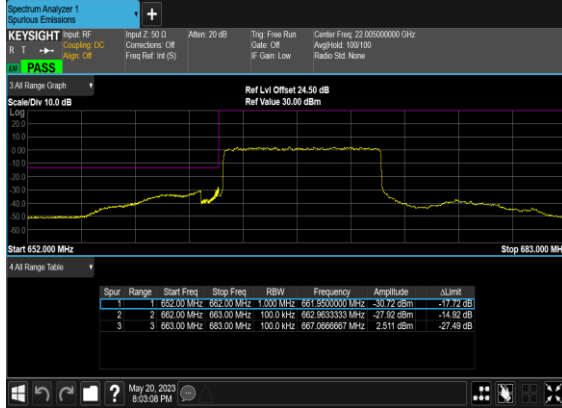 Spectrum Analyzer 1
Spurious Emissions
+
KEYSIGHT Input: RF Input Z: 50 Ω Atten: 20 dB Trig: Free Run Center Freq: 22.005000000 GHz
R T Coupling: DC Corrections: Off Gate: Off Avg|Hold: 100/100
Align: Off Freq Ref: Int (S) IF Gain: Low Radio Std: None
PASS
3 All Range Graph
Ref Lvl Offset 24.50 dB
Scale/Div 10.0 dB Ref Value 30.00 dBm
Log
20.0
10.0
0.00
-10.0
-20.0
-30.0
-40.0
-50.0
-60.0
Start 652.000 MHz Stop 683.000 MH
4 All Range Table
Spur Range Start Freq Stop Freq RBW Frequency Amplitude ΔLimit
1 1 652.00 MHz 662.00 MHz 1.000 MHz 661.9500000 MHz -30.72 dBm -17.72 dB
2 2 662.00 MHz 663.00 MHz 100.0 kHz 662.9633333 MHz -27.92 dBm -14.92 dB
3 3 663.00 MHz 683.00 MHz 100.0 kHz 667.0666667 MHz 2.511 dBm -27.49 dB
? May 20, 2023
8:03:08 PM